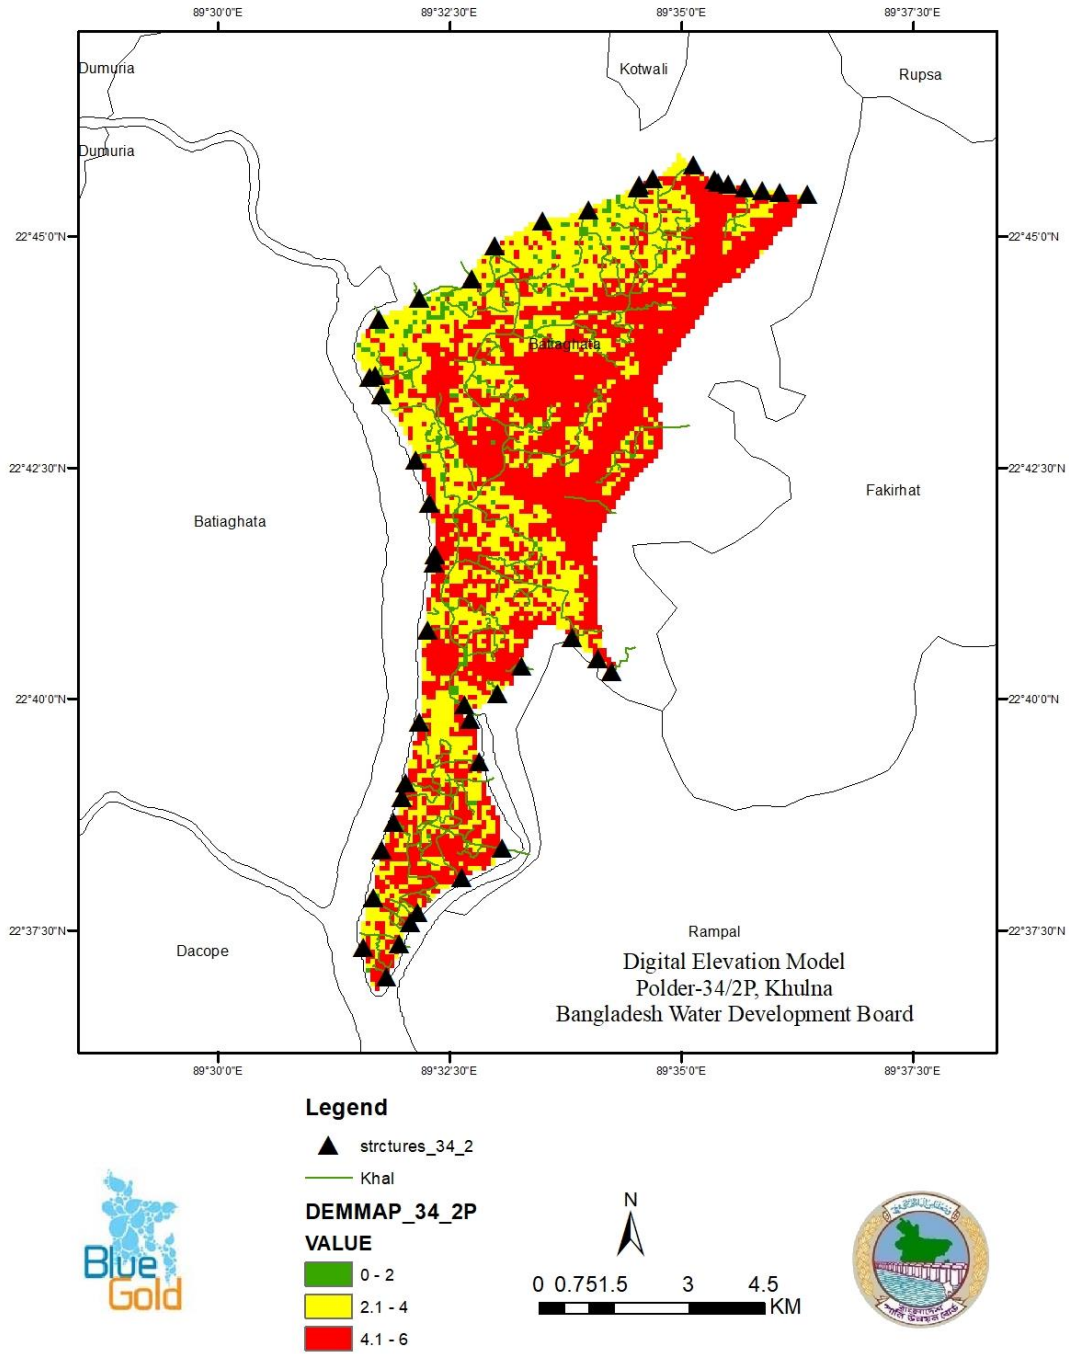 89°30'0"E 89°32'30"E 89°35'0"E 89°37'30"E
Dumuria
Kotwali
Rupsa
Dumuria
22°45'0"N 22°45'0"N
Batiaghata
22°42'30"N 22°42'30"N
Fakirhat
Batiaghata
22°40'0"N 22°40'0"N
22°37'30"N 22°37'30"N
Rampal
Dacope
Digital Elevation Model
Polder-34/2P, Khulna
Bangladesh Water Development Board
89°30'0"E 89°32'30"E 89°35'0"E 89°37'30"E
Legend
strctures_34_2
Khal
DEMMAP_34_2P
VALUE
0 - 2
2.1 - 4
4.1 - 6
N
0 0.75 1.5 3 4.5
KM
Blue
Gold